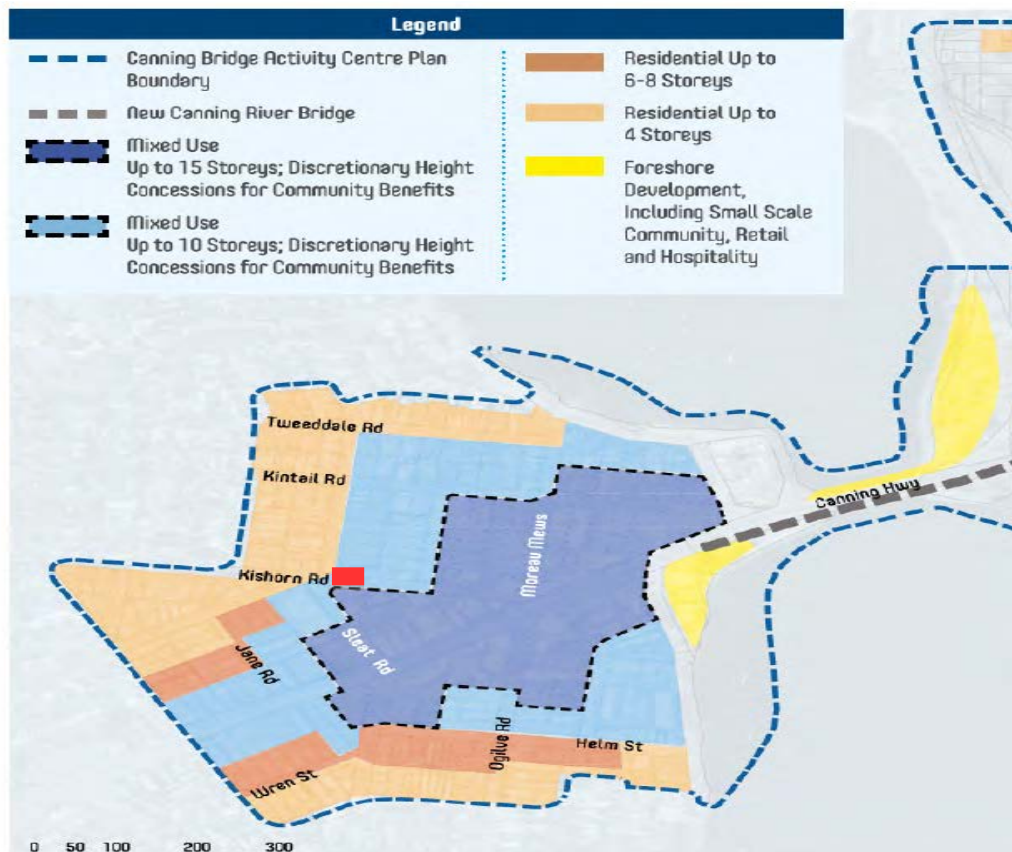 Legend
Canning Bridge Activity Centre Plan
Boundary
New Canning River Bridge
Mixed Use
Up to 15 Storeys; Discretionary Height
Concessions for Community Benefits
Mixed Use
Up to 10 Storeys; Discretionary Height
Concessions for Community Benefits
Residential Up to
6-8 Storeys
Residential Up to
4 Storeys
Foreshore
Development,
Including Small Scale
Community, Retail
and Hospitality
Tweeddale Rd
Kintail Rd
Canning Hwy
Moreau Mews
Kishorn Rd
Sleat Rd
Jane Rd
Ogilve Rd
Helm St
Wren St
0 50 100 200 300